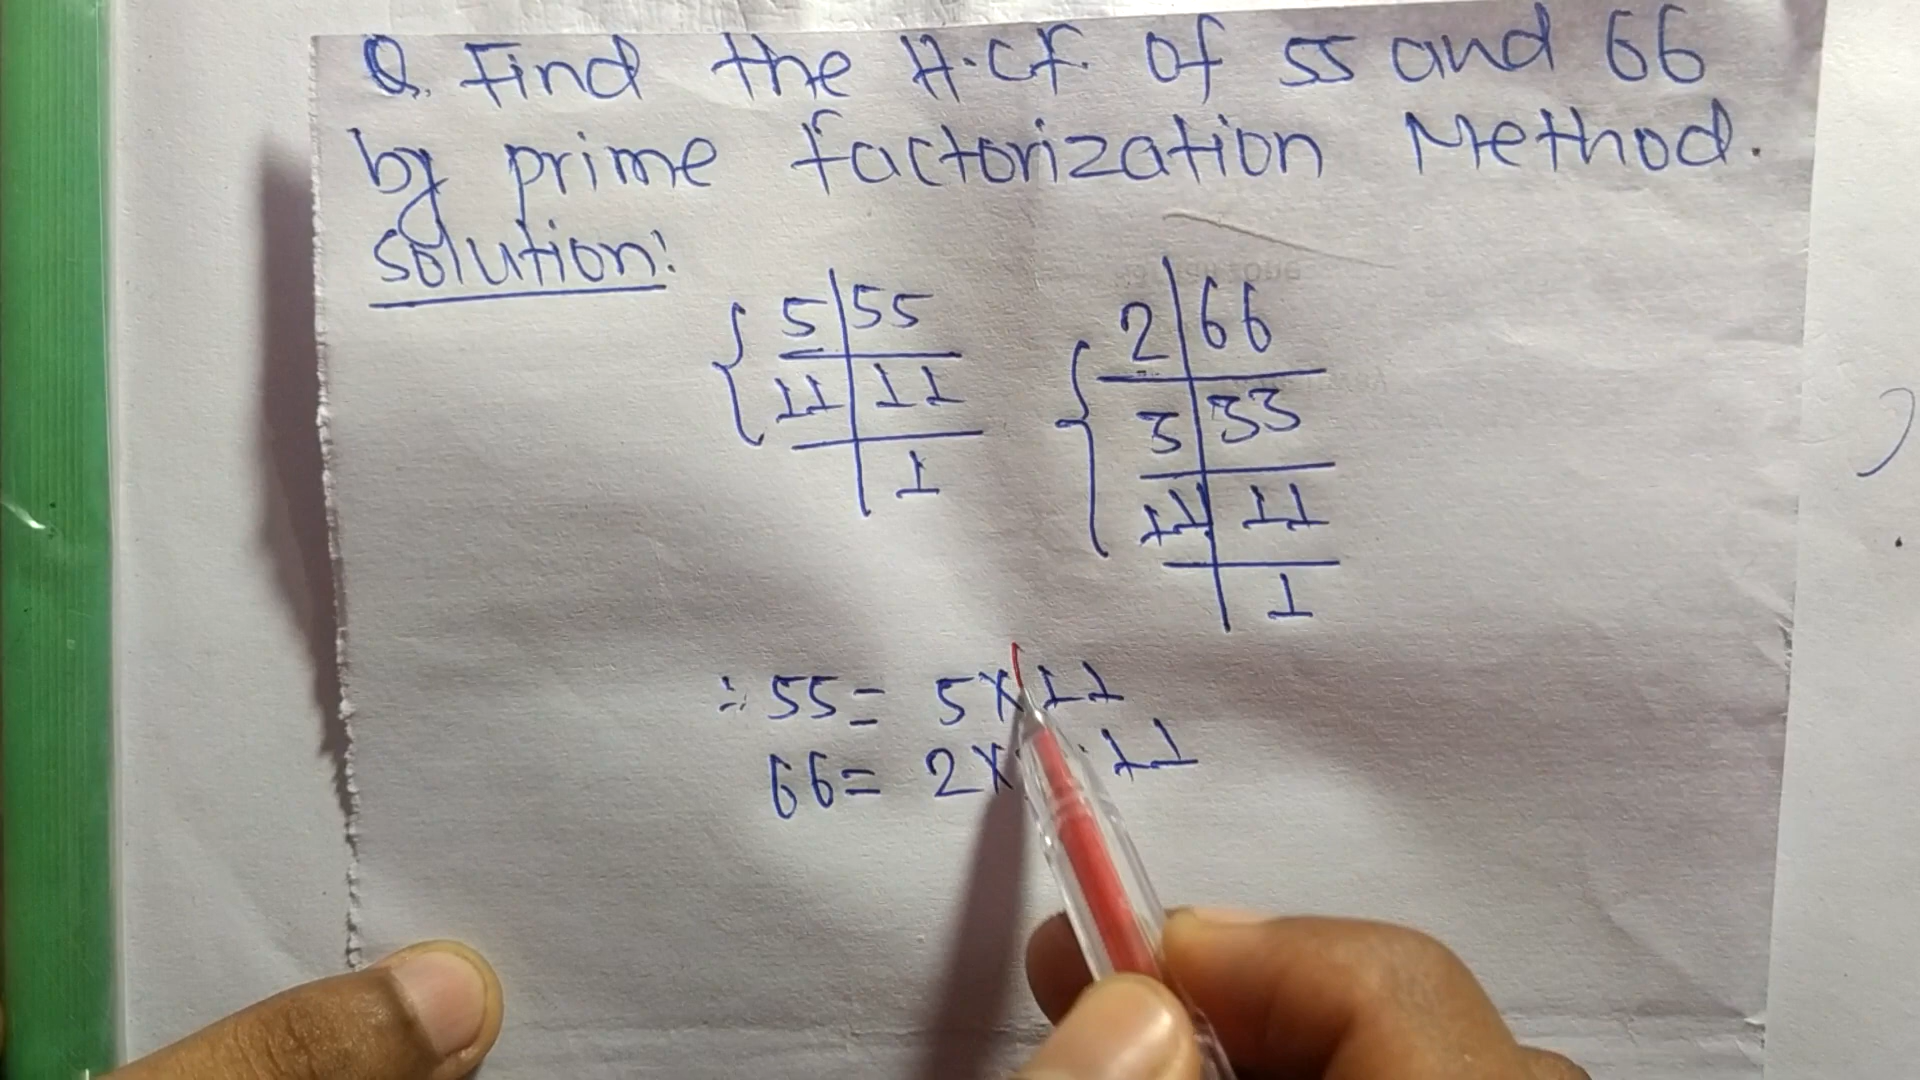 Q. Find the H.C.F. Of 55 and 66
by prime factorization Method.
solution:
5 55
11 11
1
2 66
3 33
11 11
1
∴ 55 = 5×11
66 = 2× 11